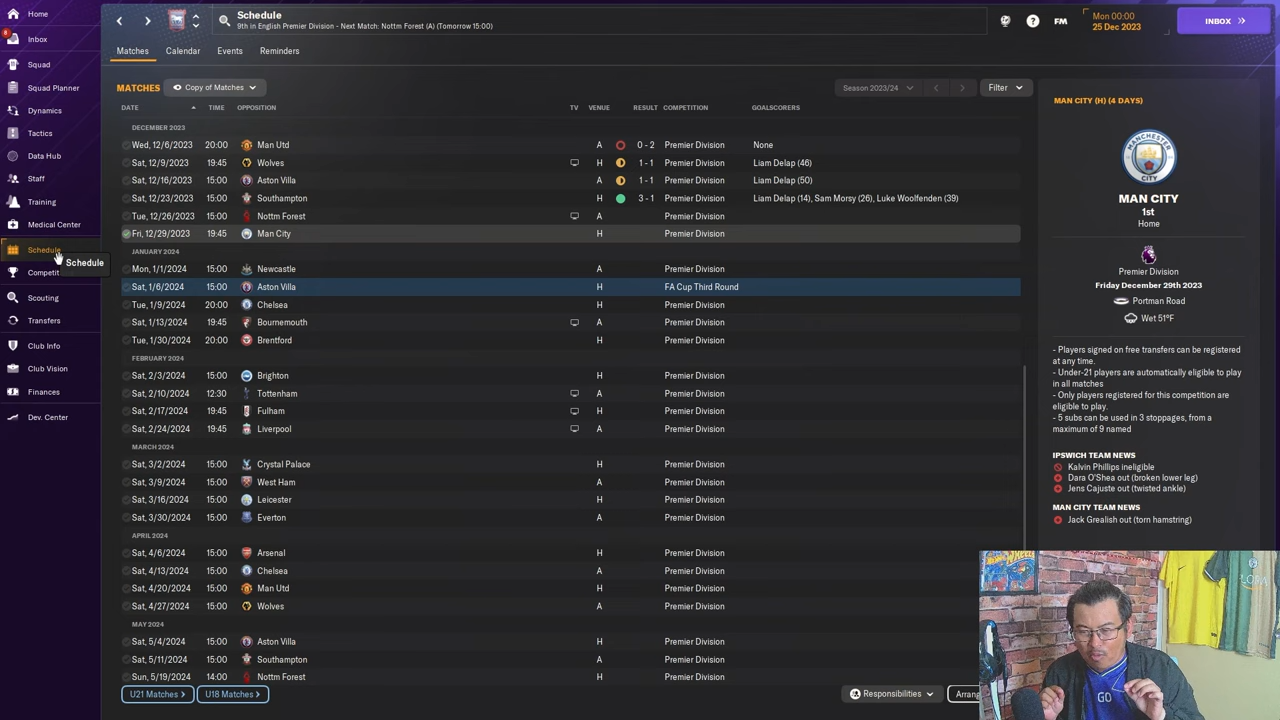 Home
Schedule
9th in English Premier Division - Next Match: Nottm Forest (A) (Tomorrow 15:00)
FM
Mon 00:00
25 Dec 2023
INBOX
8
Inbox
Squad
Squad Planner
Dynamics
Tactics
Data Hub
Staff
Training
Medical Center
Schedule
Schedule
Competit
Scouting
Transfers
Club Info
Club Vision
Finances
Dev. Center
Matches Calendar Events Reminders
MATCHES Copy of Matches Season 2023/24 Filter
DATE TIME OPPOSITION TV VENUE RESULT COMPETITION GOALSCORERS
DECEMBER 2023
Wed, 12/6/2023 20:00 Man Utd A 0 - 2 Premier Division None
Sat, 12/9/2023 19:45 Wolves H 1 - 1 Premier Division Liam Delap (46)
Sat, 12/16/2023 15:00 Aston Villa A 1 - 1 Premier Division Liam Delap (50)
Sat, 12/23/2023 15:00 Southampton H 3 - 1 Premier Division Liam Delap (14), Sam Morsy (26), Luke Woolfenden (39)
Tue, 12/26/2023 15:00 Nottm Forest A Premier Division
Fri, 12/29/2023 19:45 Man City H Premier Division
JANUARY 2024
Mon, 1/1/2024 15:00 Newcastle A Premier Division
Sat, 1/6/2024 15:00 Aston Villa H FA Cup Third Round
Tue, 1/9/2024 20:00 Chelsea H Premier Division
Sat, 1/13/2024 19:45 Bournemouth A Premier Division
Tue, 1/30/2024 20:00 Brentford H Premier Division
FEBRUARY 2024
Sat, 2/3/2024 15:00 Brighton H Premier Division
Sat, 2/10/2024 12:30 Tottenham A Premier Division
Sat, 2/17/2024 19:45 Fulham H Premier Division
Sat, 2/24/2024 19:45 Liverpool A Premier Division
MARCH 2024
Sat, 3/2/2024 15:00 Crystal Palace H Premier Division
Sat, 3/9/2024 15:00 West Ham A Premier Division
Sat, 3/16/2024 15:00 Leicester H Premier Division
Sat, 3/30/2024 15:00 Everton A Premier Division
APRIL 2024
Sat, 4/6/2024 15:00 Arsenal H Premier Division
Sat, 4/13/2024 15:00 Chelsea A Premier Division
Sat, 4/20/2024 15:00 Man Utd H Premier Division
Sat, 4/27/2024 15:00 Wolves A Premier Division
MAY 2024
Sat, 5/4/2024 15:00 Aston Villa H Premier Division
Sat, 5/11/2024 15:00 Southampton A Premier Division
Sun, 5/19/2024 14:00 Nottm Forest H Premier Division
U21 Matches U18 Matches Responsibilities Arrang
MAN CITY (H) (4 DAYS)
MANCHESTER
CITY
MAN CITY
1st
Home
Premier Division
Friday December 29th 2023
Portman Road
Wet 51°F
- Players signed on free transfers can be registered
at any time.
- Under-21 players are automatically eligible to play
in all matches
- Only players registered for this competition are
eligible to play.
- 5 subs can be used in 3 stoppages, from a
maximum of 9 named
IPSWICH TEAM NEWS
Kalvin Phillips ineligible
Dara O'Shea out (broken lower leg)
Jens Cajuste out (twisted ankle)
MAN CITY TEAM NEWS
Jack Grealish out (torn hamstring)
GO